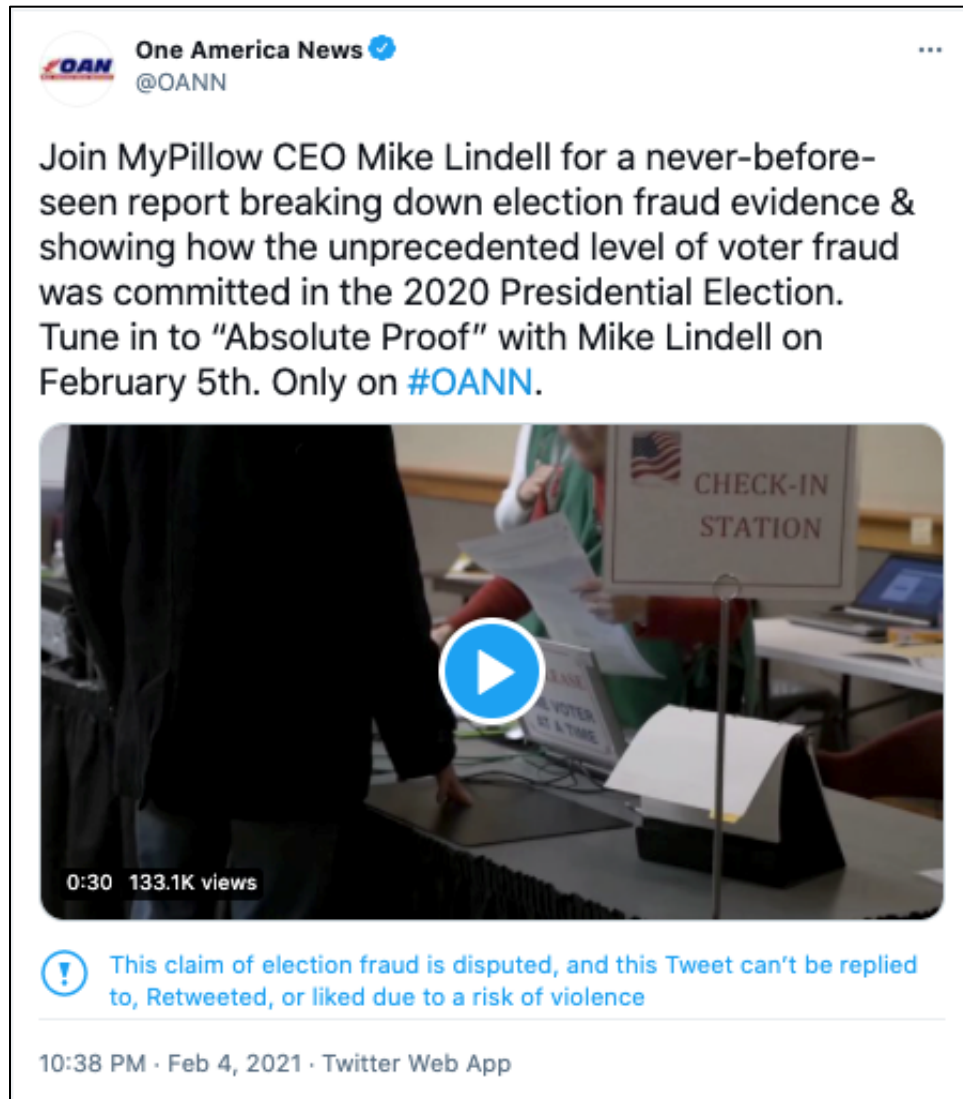 OAN
One America News
@OANN
Join MyPillow CEO Mike Lindell for a never-before-
seen report breaking down election fraud evidence &
showing how the unprecedented level of voter fraud
was committed in the 2020 Presidential Election.
Tune in to “Absolute Proof” with Mike Lindell on
February 5th. Only on #OANN.
CHECK-IN
STATION
VOTER
AT A TIME
0:30 133.1K views
This claim of election fraud is disputed, and this Tweet can’t be replied
to, Retweeted, or liked due to a risk of violence
10:38 PM · Feb 4, 2021 · Twitter Web App